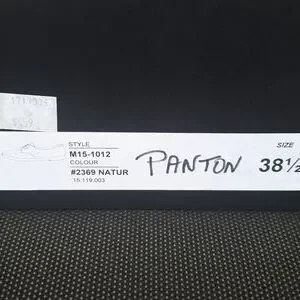 STYLE
M15-1012
COLOUR
#2369 NATUR
15.119.003
PANTON
SIZE
38½